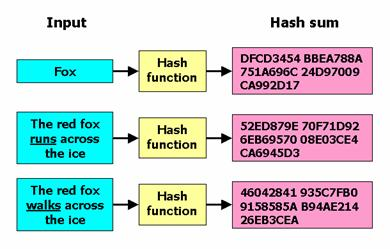 Input Hash sum
Fox
Hash
function
DFCD3454 BBEA788A
751A696C 24D97009
CA992D17
The red fox
runs across
the ice
Hash
function
52ED879E 70F71D92
6EB69570 08E03CE4
CA6945D3
The red fox
walks across
the ice
Hash
function
46042841 935C7FB0
9158585A B94AE214
26EB3CEA